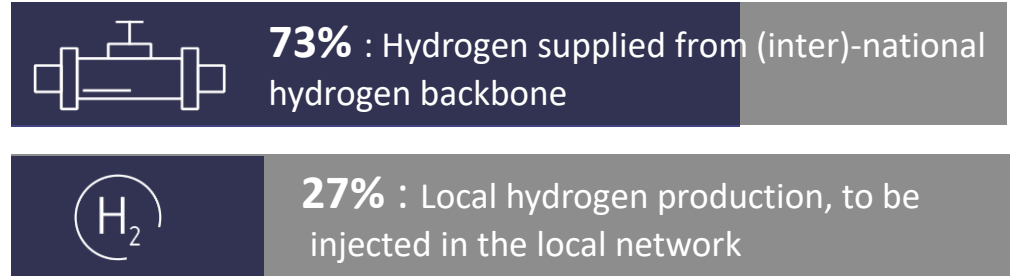 73% : Hydrogen supplied from (inter)-national
hydrogen backbone
H2
27% : Local hydrogen production, to be
injected in the local network